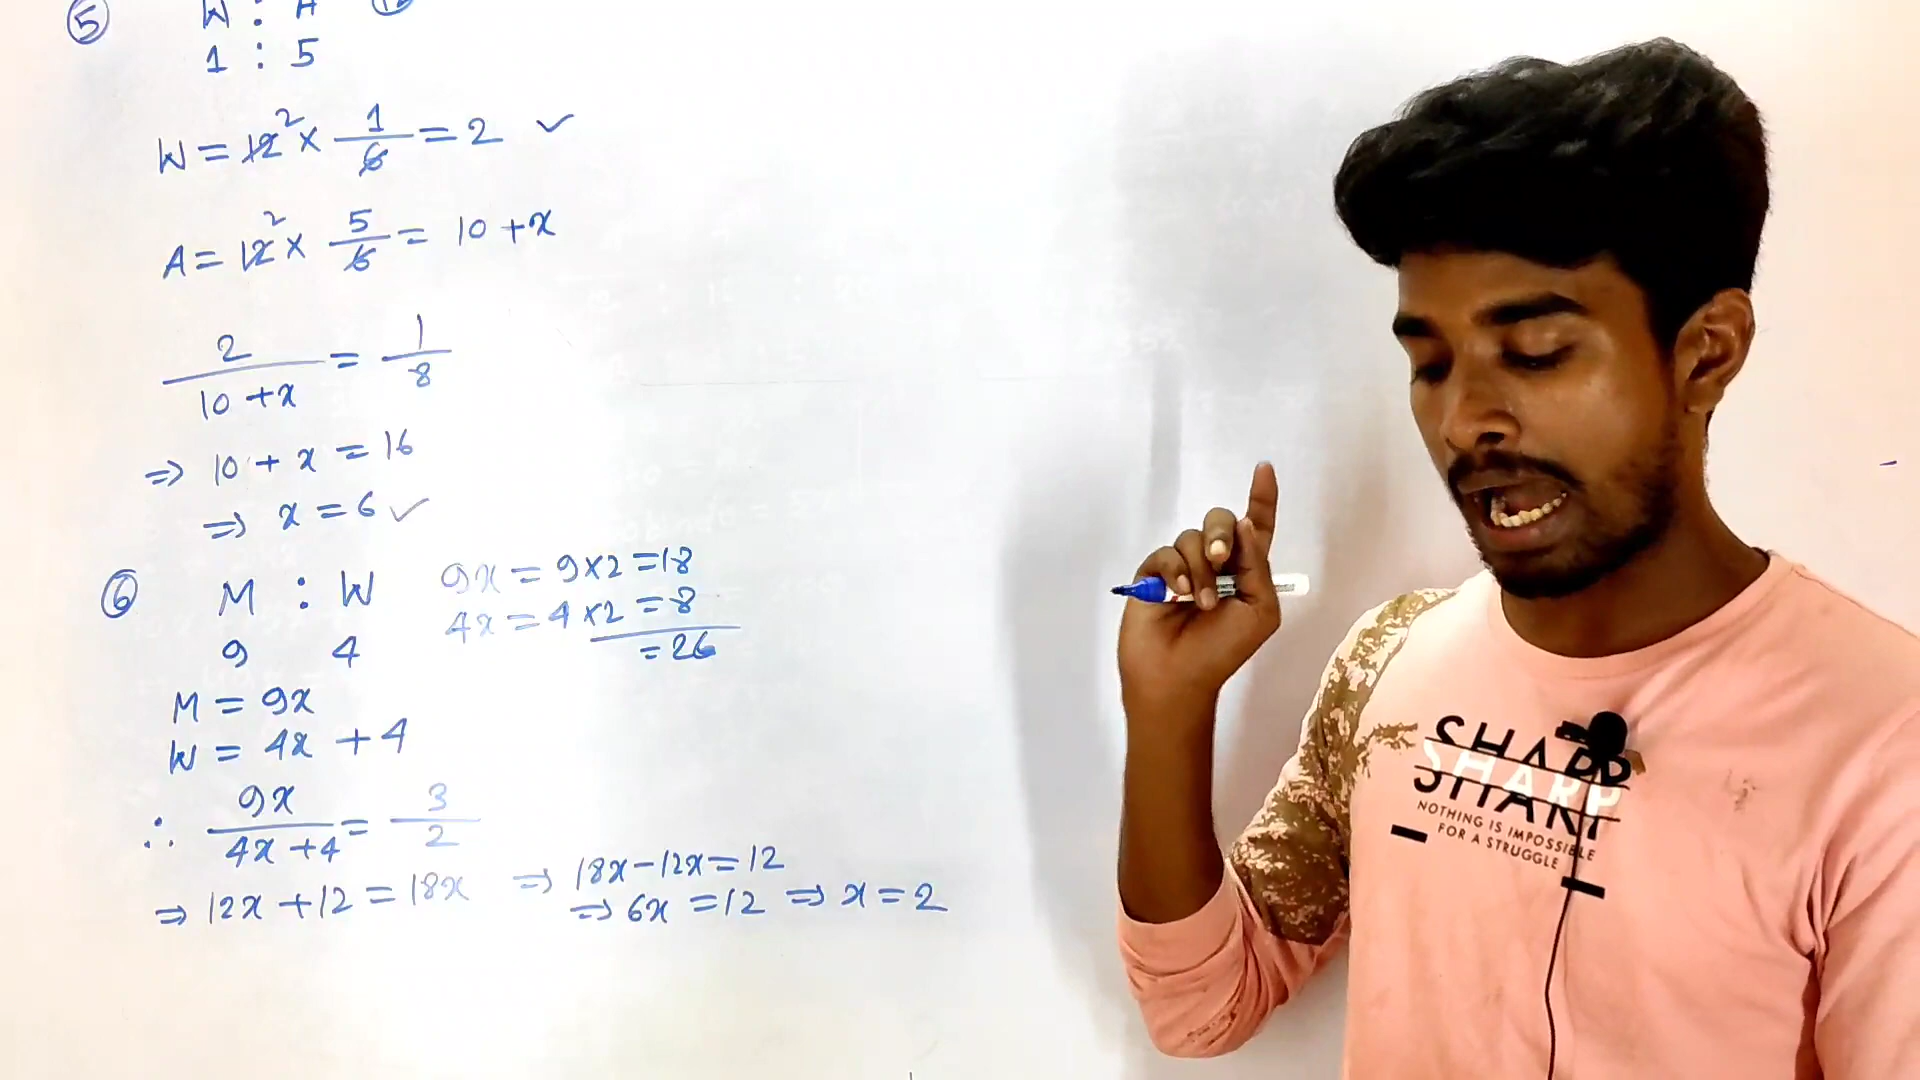 ⑤ W : A
1 : 5
W = 12² × 1/6 = 2 ✓
A = 12² × 5/6 = 10 + x
2/(10 + x) = 1/8
⇒ 10 + x = 16
⇒ x = 6 ✓
⑥ M : W
9 4
M = 9x
W = 4x + 4
∴ 9x/(4x + 4) = 3/2
⇒ 12x + 12 = 18x
⇒ 18x - 12x = 12
⇒ 6x = 12 ⇒ x = 2
9x = 9 × 2 = 18
4x = 4 × 2 = 8
= 26
SHARP
SHARP
SHARP
NOTHING IS IMPOSSIBLE
FOR A STRUGGLE